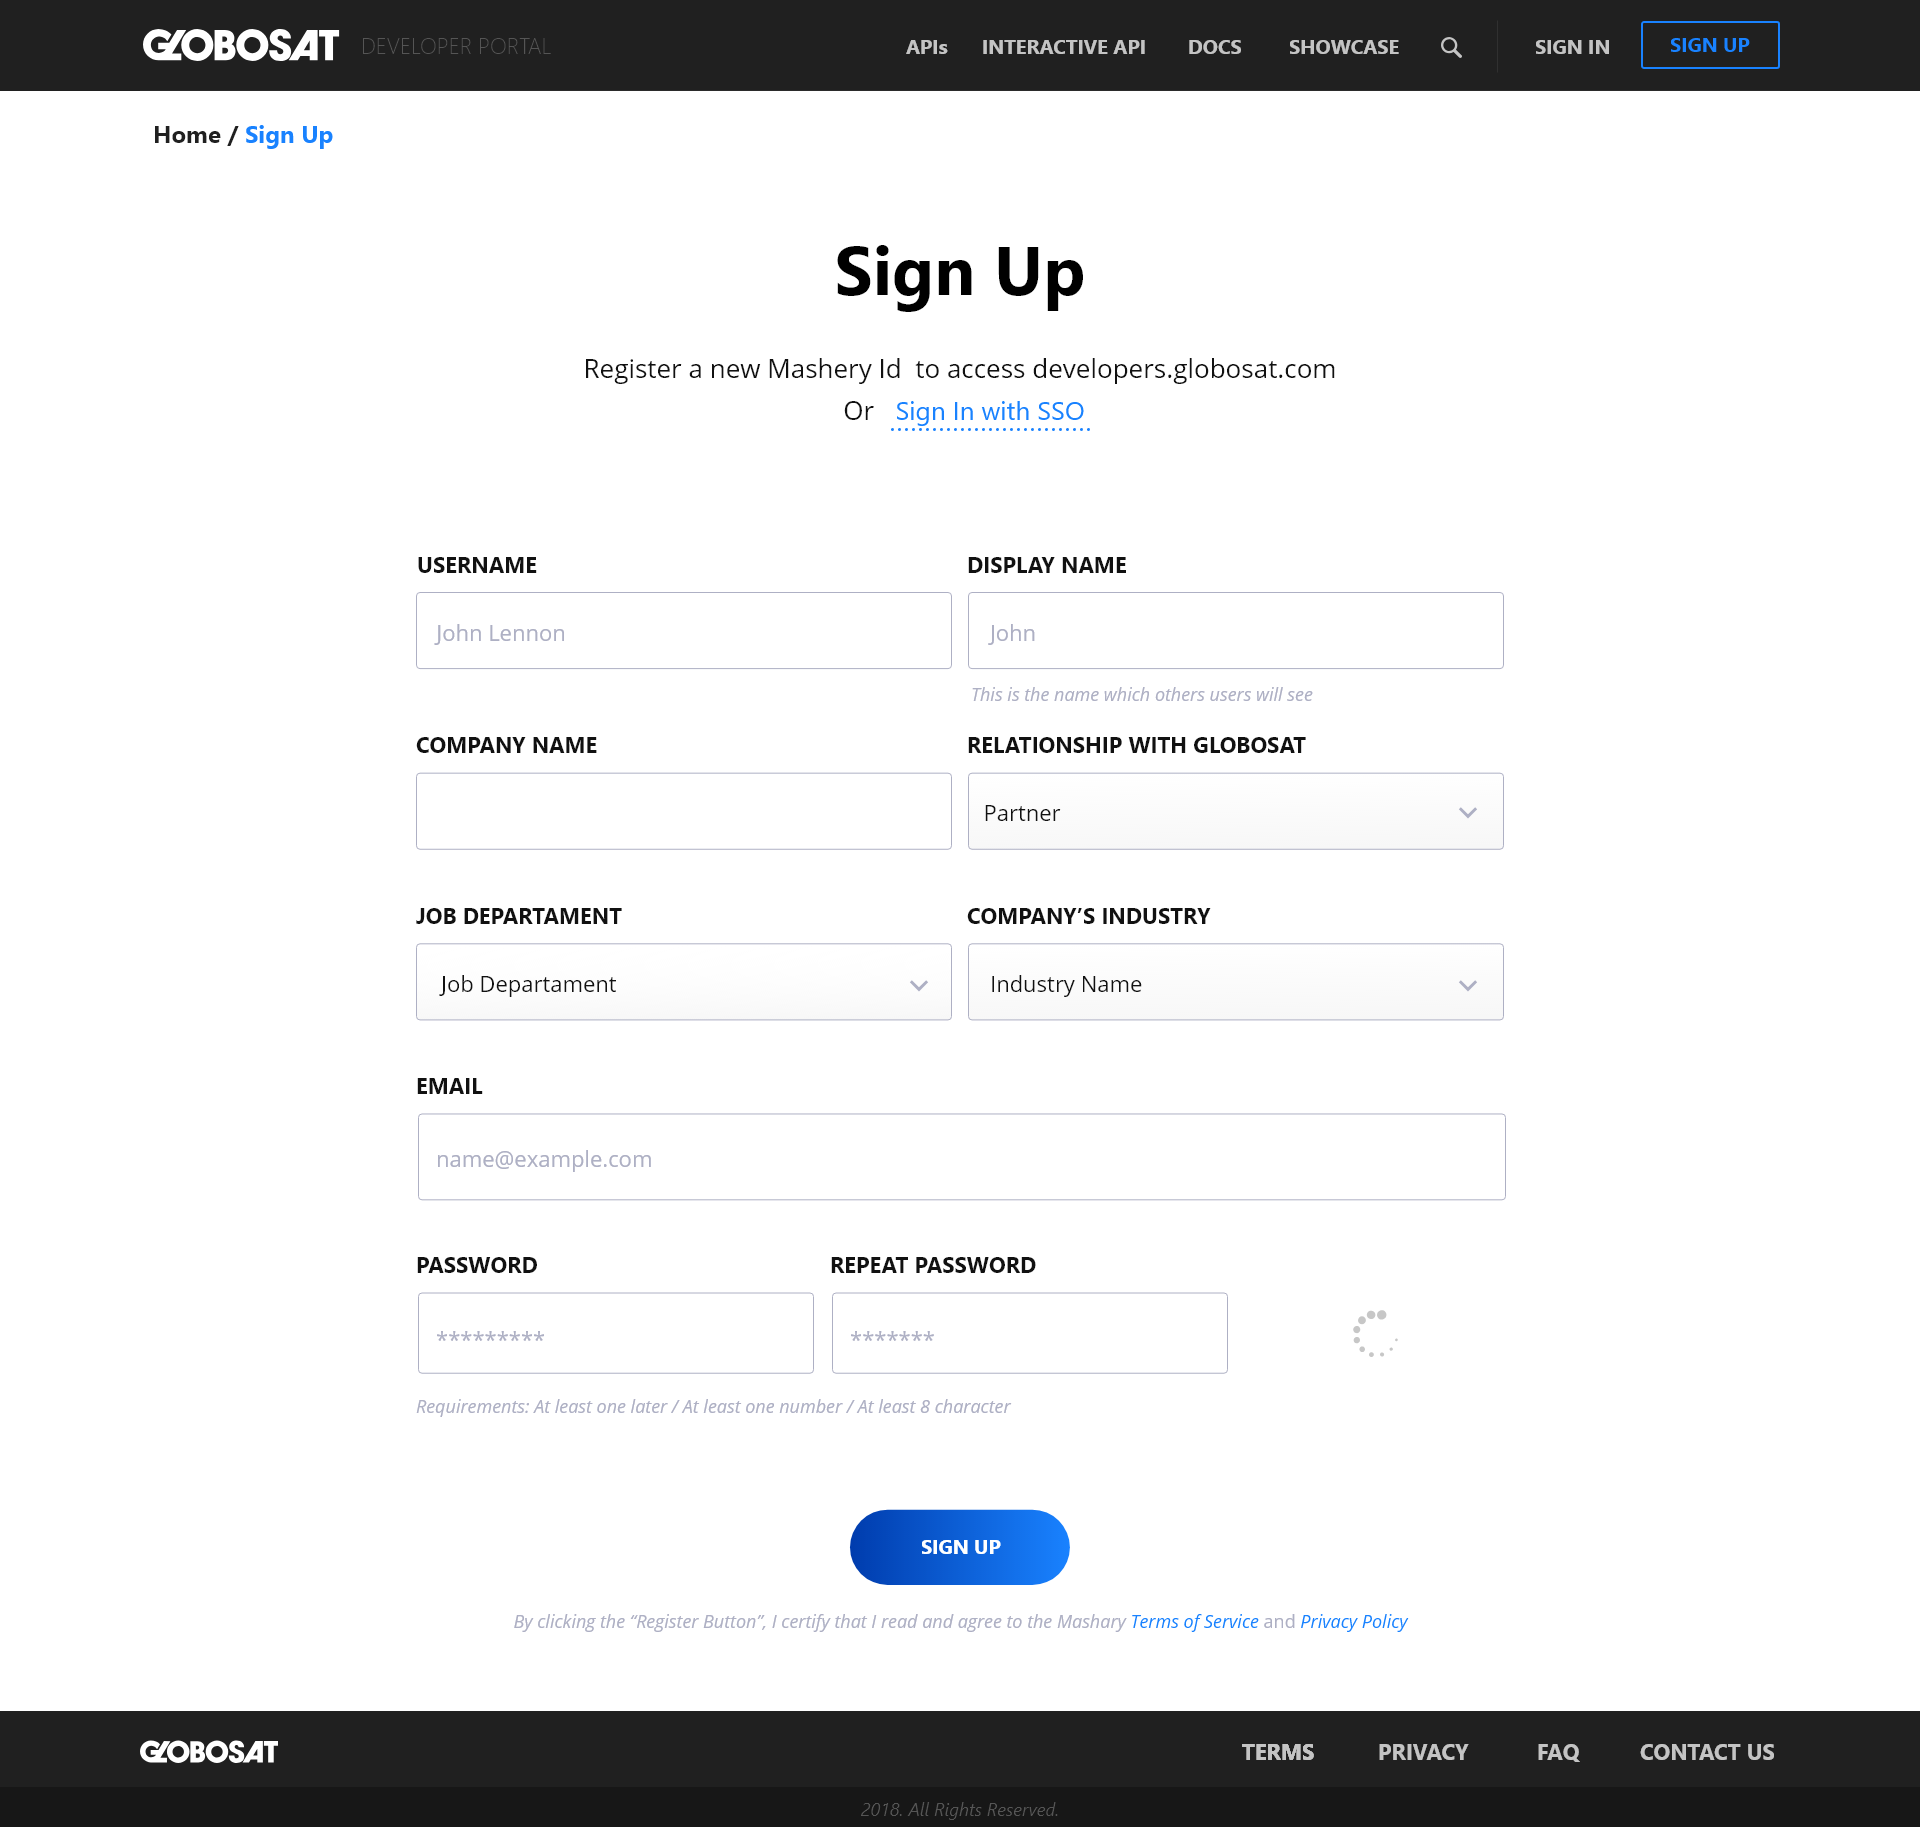 GLOBOSAT DEVELOPER PORTAL APIs INTERACTIVE API DOCS SHOWCASE SIGN IN SIGN UP
Home / Sign Up
Sign Up
Register a new Mashery Id to access developers.globosat.com
Or Sign In with SSO
USERNAME DISPLAY NAME
John Lennon John
This is the name which others users will see
COMPANY NAME RELATIONSHIP WITH GLOBOSAT
Partner
JOB DEPARTAMENT COMPANY’S INDUSTRY
Job Departament Industry Name
EMAIL
name@example.com
PASSWORD REPEAT PASSWORD
********* *******
Requirements: At least one later / At least one number / At least 8 character
SIGN UP
By clicking the “Register Button”, I certify that I read and agree to the Mashary Terms of Service and Privacy Policy
GLOBOSAT TERMS PRIVACY FAQ CONTACT US
2018. All Rights Reserved.